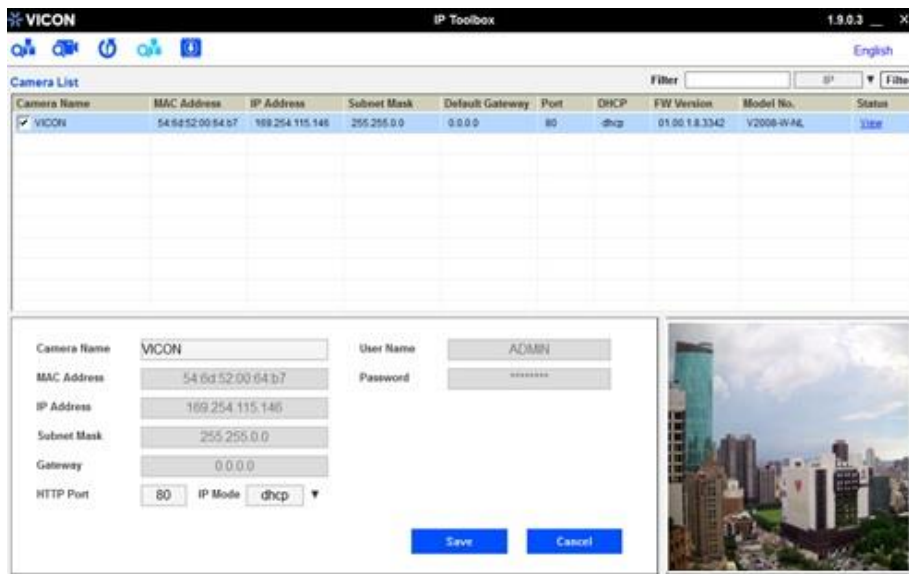 VICON IP Toolbox 1.9.0.3
English
Camera List Filter IP Filte
Camera Name MAC Address IP Address Subnet Mask Default Gateway Port DHCP FW Version Model No. Status
VICON 54:6d:52:00:64:b7 169.254.115.146 255.255.0.0 0.0.0.0 80 dhcp 01.00.1.8.3342 V2008-W-NL View
Camera Name VICON User Name ADMIN
MAC Address 54:6d:52:00:64:b7 Password ********
IP Address 169.254.115.146
Subnet Mask 255.255.0.0
Gateway 0.0.0.0
HTTP Port 80 IP Mode dhcp
Save Cancel